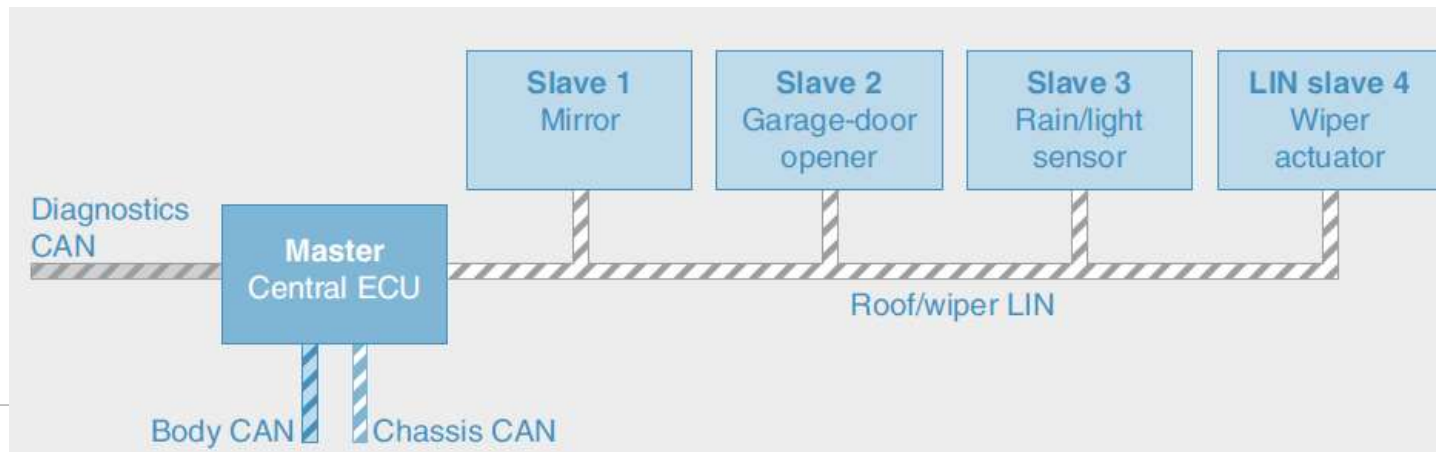 Slave 1
Mirror
Slave 2
Garage-door
opener
Slave 3
Rain/light
sensor
LIN slave 4
Wiper
actuator
Diagnostics
CAN
Master
Central ECU
Roof/wiper LIN
Body CAN
Chassis CAN